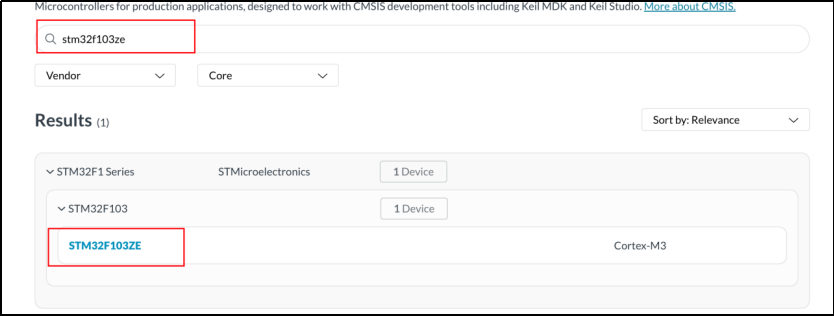 Microcontrollers for production applications, designed to work with CMSIS development tools including Keil MDK and Keil Studio. More about CMSIS.
stm32f103ze
Vendor Core
Results (1)
Sort by: Relevance
STM32F1 Series STMicroelectronics 1 Device
STM32F103 1 Device
STM32F103ZE Cortex-M3